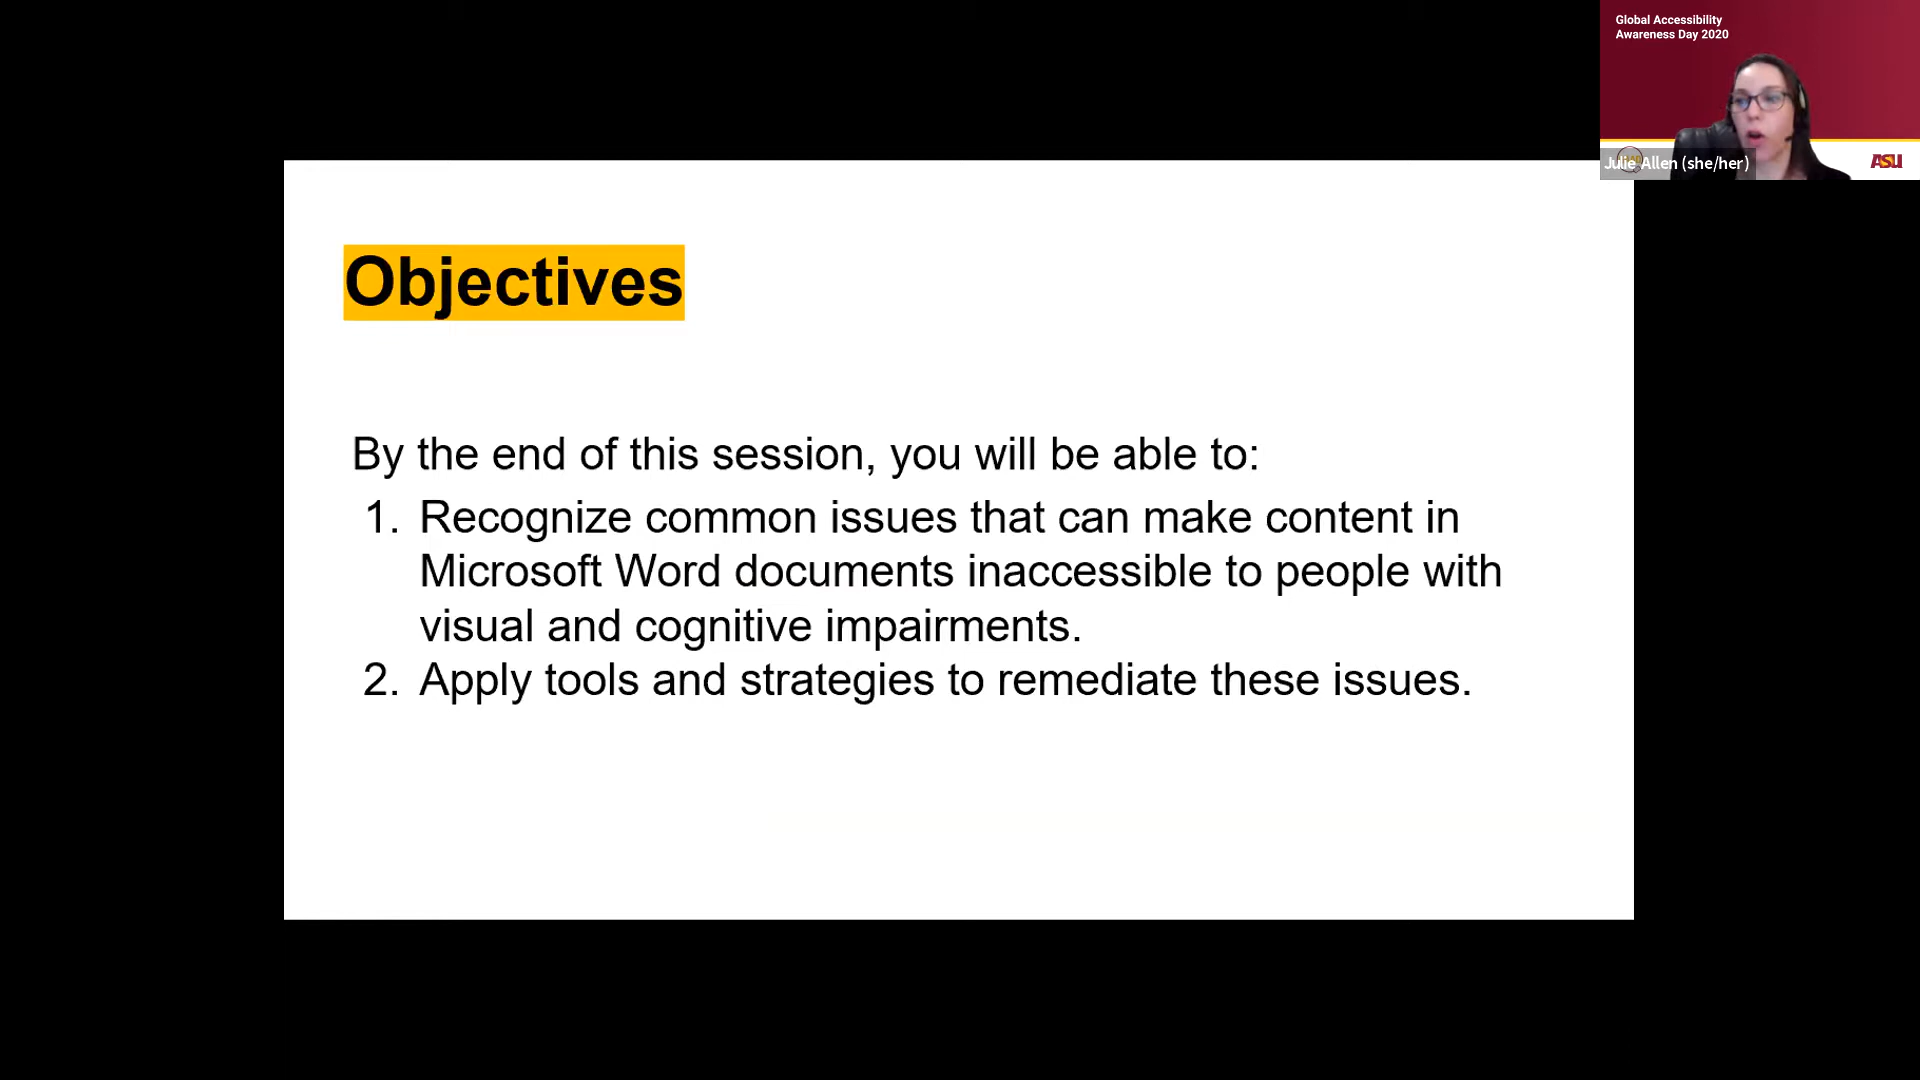 Global Accessibility
Awareness Day 2020
Julie Allen (she/her)
ASU
Objectives
By the end of this session, you will be able to:
1. Recognize common issues that can make content in
Microsoft Word documents inaccessible to people with
visual and cognitive impairments.
2. Apply tools and strategies to remediate these issues.